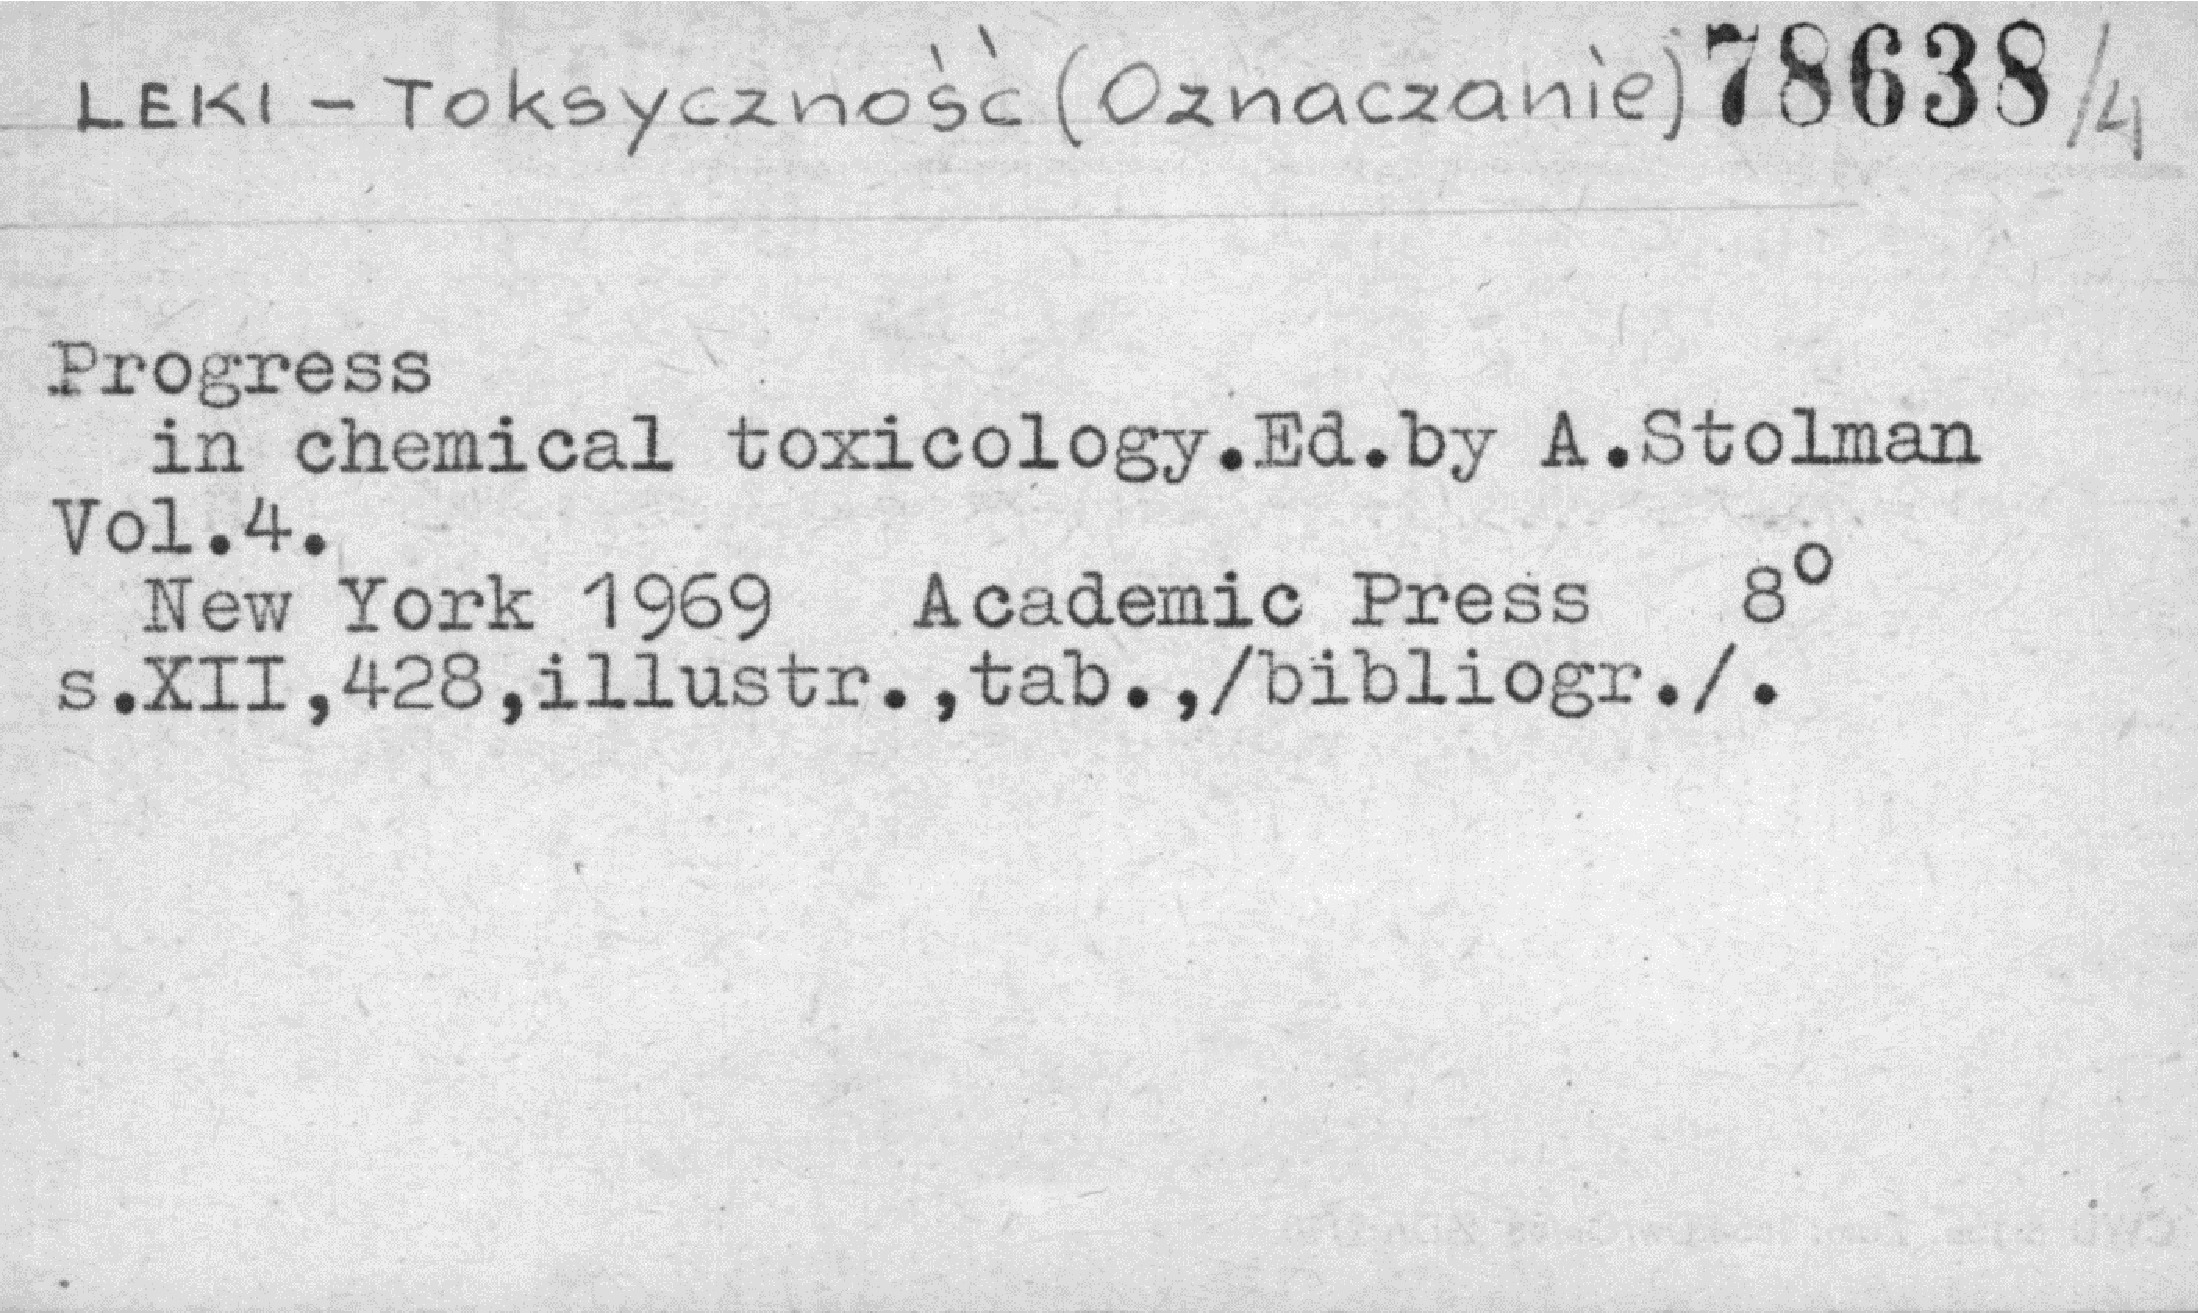 LEKI - Toksyczność (Oznaczanie) 78638/4
Progress
in chemical toxicology.Ed.by A.Stolman
Vol.4.
New York 1969 Academic Press 8°
s.XII,428,illustr.,tab.,/bibliogr./.